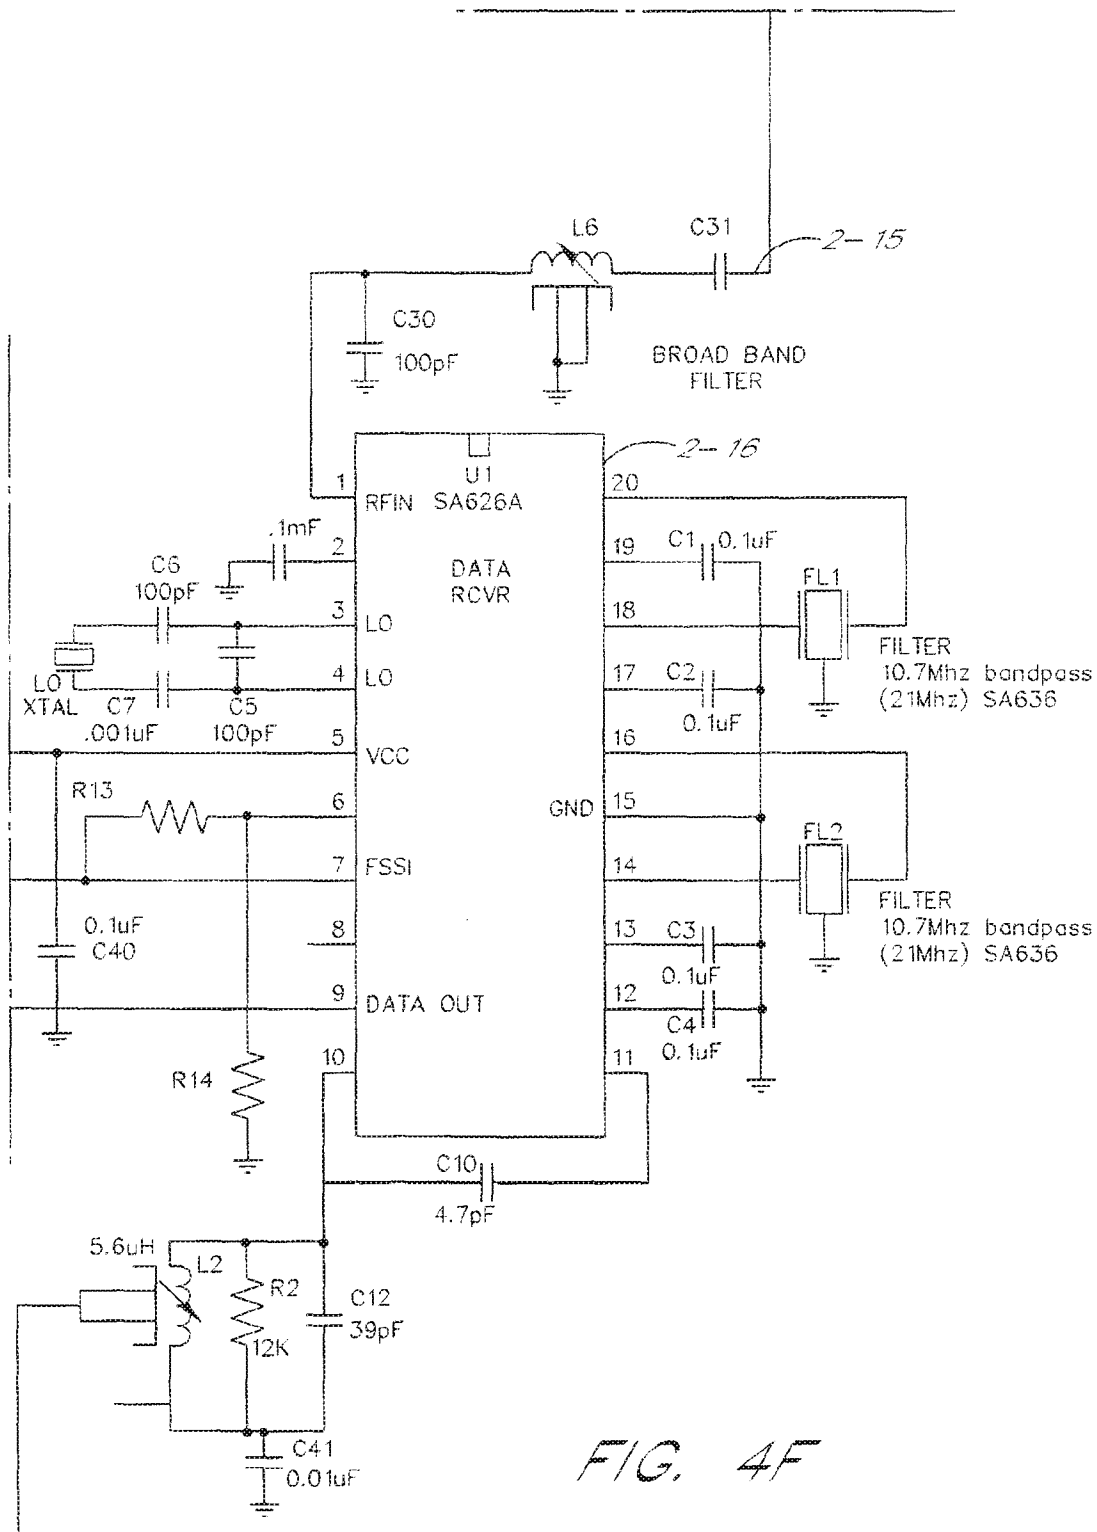 L6
C31
2-15
C30
100pF
BROAD BAND
FILTER
2-16
U1
SA626A
1
RFIN
20
.1mF
2
DATA
RCVR
19
C1
0.1uF
C6
100pF
3
LO
18
FL1
FILTER
10.7Mhz bandpass
(21Mhz) SA636
LO
XTAL
C7
.001uF
C5
100pF
4
LO
17
C2
0.1uF
5
VCC
16
R13
6
GND
15
FL2
7
FSSI
14
FILTER
10.7Mhz bandpass
(21Mhz) SA636
0.1uF
C40
8
13
C3
0.1uF
9
DATA OUT
12
C4
0.1uF
10
11
R14
C10
4.7pF
5.6uH
L2
R2
12K
C12
39pF
C41
0.01uF
FIG. 4F